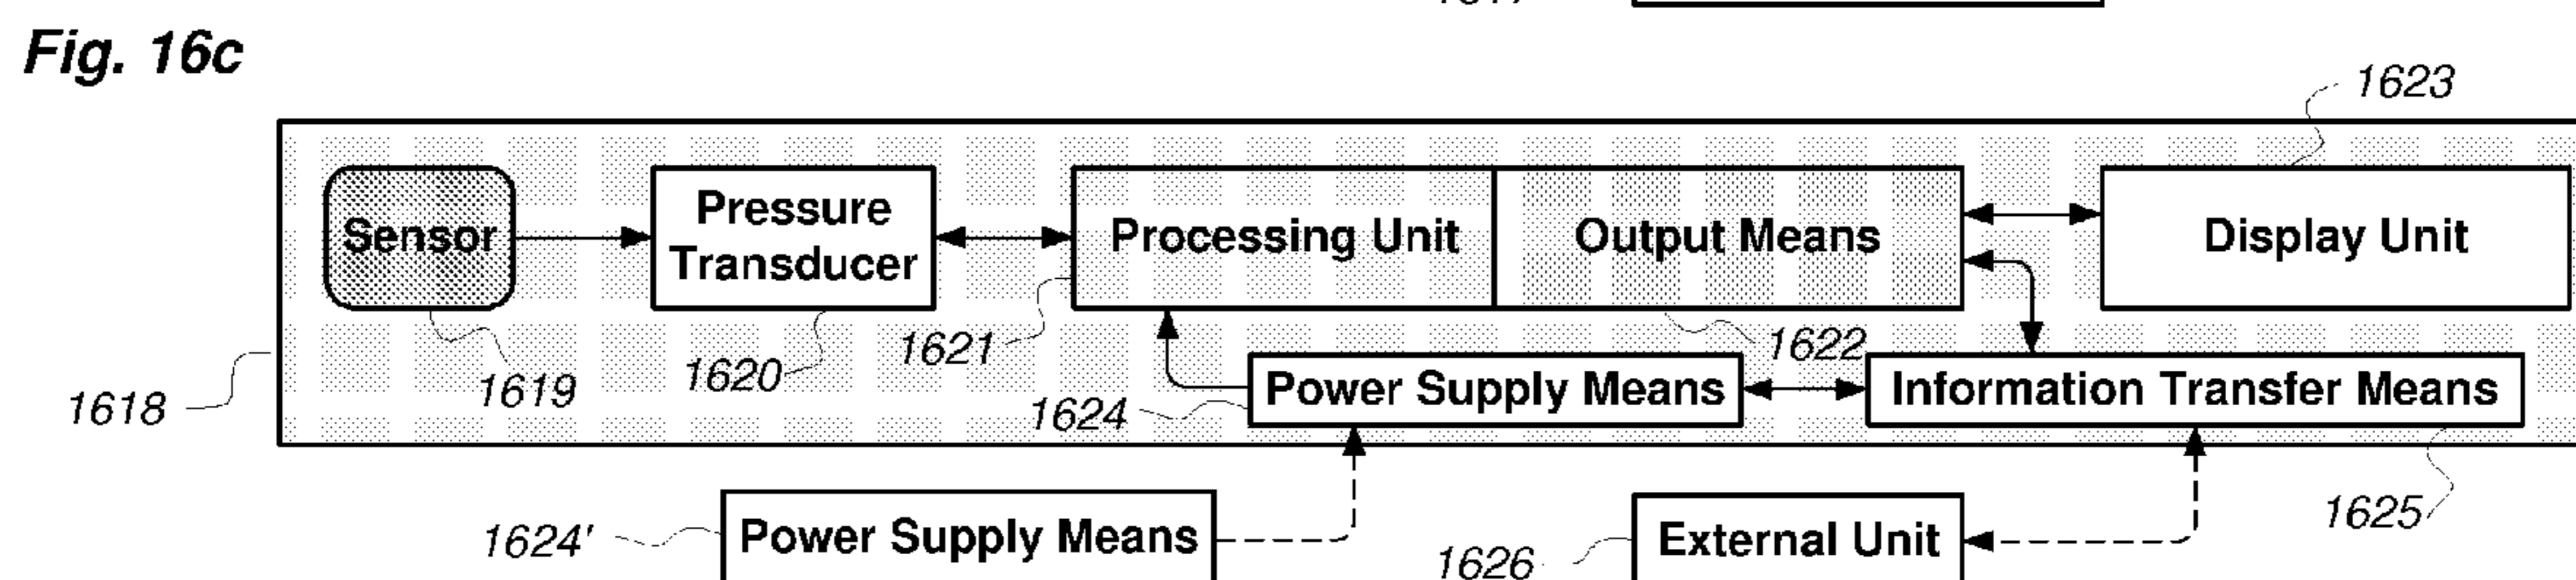 Fig. 16c
1623
Sensor
Pressure
Transducer
Processing Unit
Output Means
Display Unit
1621
1622
1620
1619
1618
1624
Power Supply Means
Information Transfer Means
1624'
Power Supply Means
1626
External Unit
1625